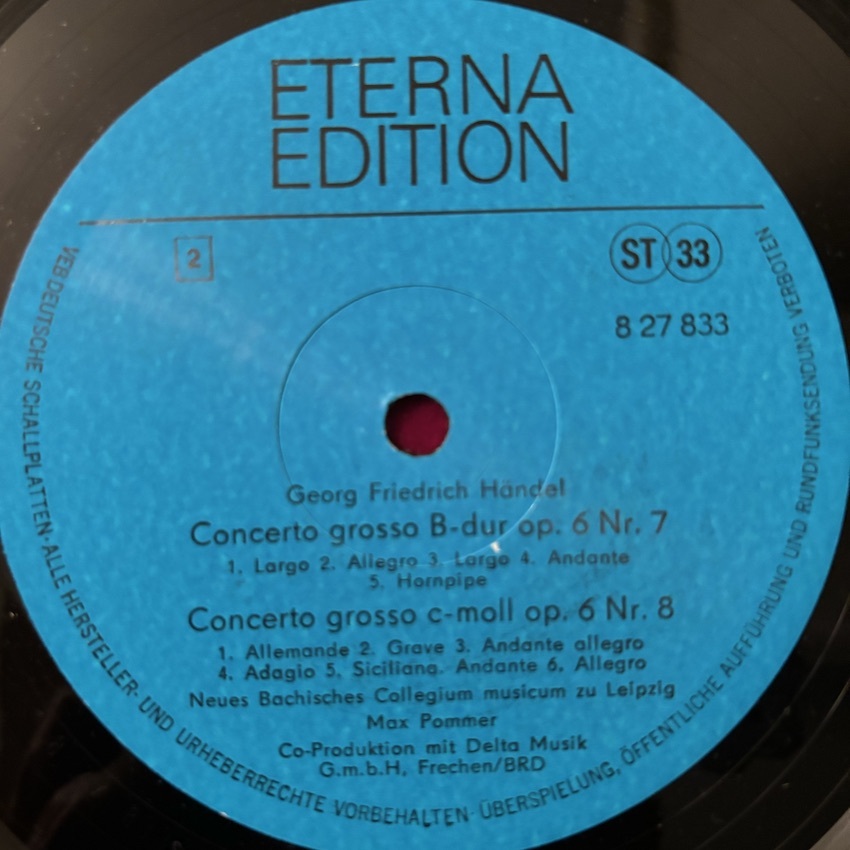 ETERNA
EDITION
2
ST 33
8 27 833
Georg Friedrich Händel
Concerto grosso B-dur op. 6 Nr. 7
1. Largo 2. Allegro 3. Largo 4. Andante
5. Hornpipe
Concerto grosso c-moll op. 6 Nr. 8
1. Allemande 2. Grave 3. Andante allegro
4. Adagio 5. Siciliana. Andante 6. Allegro
Neues Bachisches Collegium musicum zu Leipzig
Max Pommer
Co-Produktion mit Delta Musik
G.m.b.H, Frechen/BRD
VEB DEUTSCHE SCHALLPLATTEN · ALLE HERSTELLER- UND URHEBERRECHTE VORBEHALTEN · ÜBERSPIELUNG, ÖFFENTLICHE AUFFÜHRUNG UND RUNDFUNKSENDUNG VERBOTEN